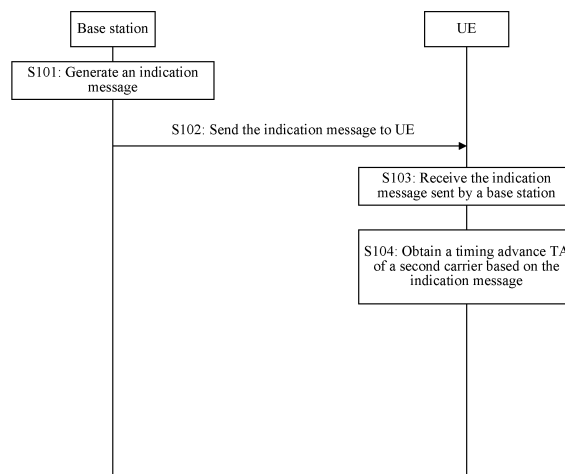 Base station
UE
S101: Generate an indication
message
S102: Send the indication message to UE
S103: Receive the indication
message sent by a base station
S104: Obtain a timing advance TA
of a second carrier based on the
indication message